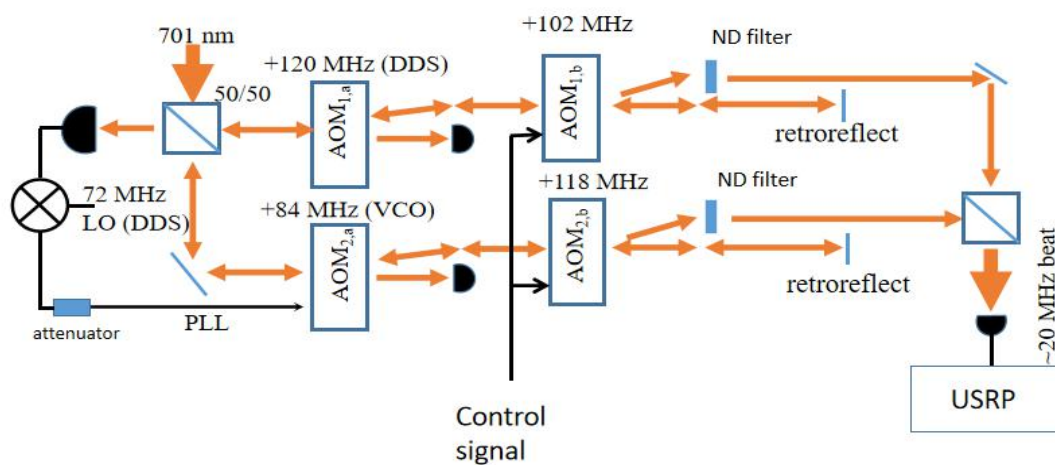 701 nm
50/50
+120 MHz (DDS)
AOM1,a
+102 MHz
AOM1,b
ND filter
retroreflect
72 MHz
LO (DDS)
+84 MHz (VCO)
AOM2,a
+118 MHz
AOM2,b
ND filter
retroreflect
attenuator
PLL
Control
signal
~20 MHz beat
USRP